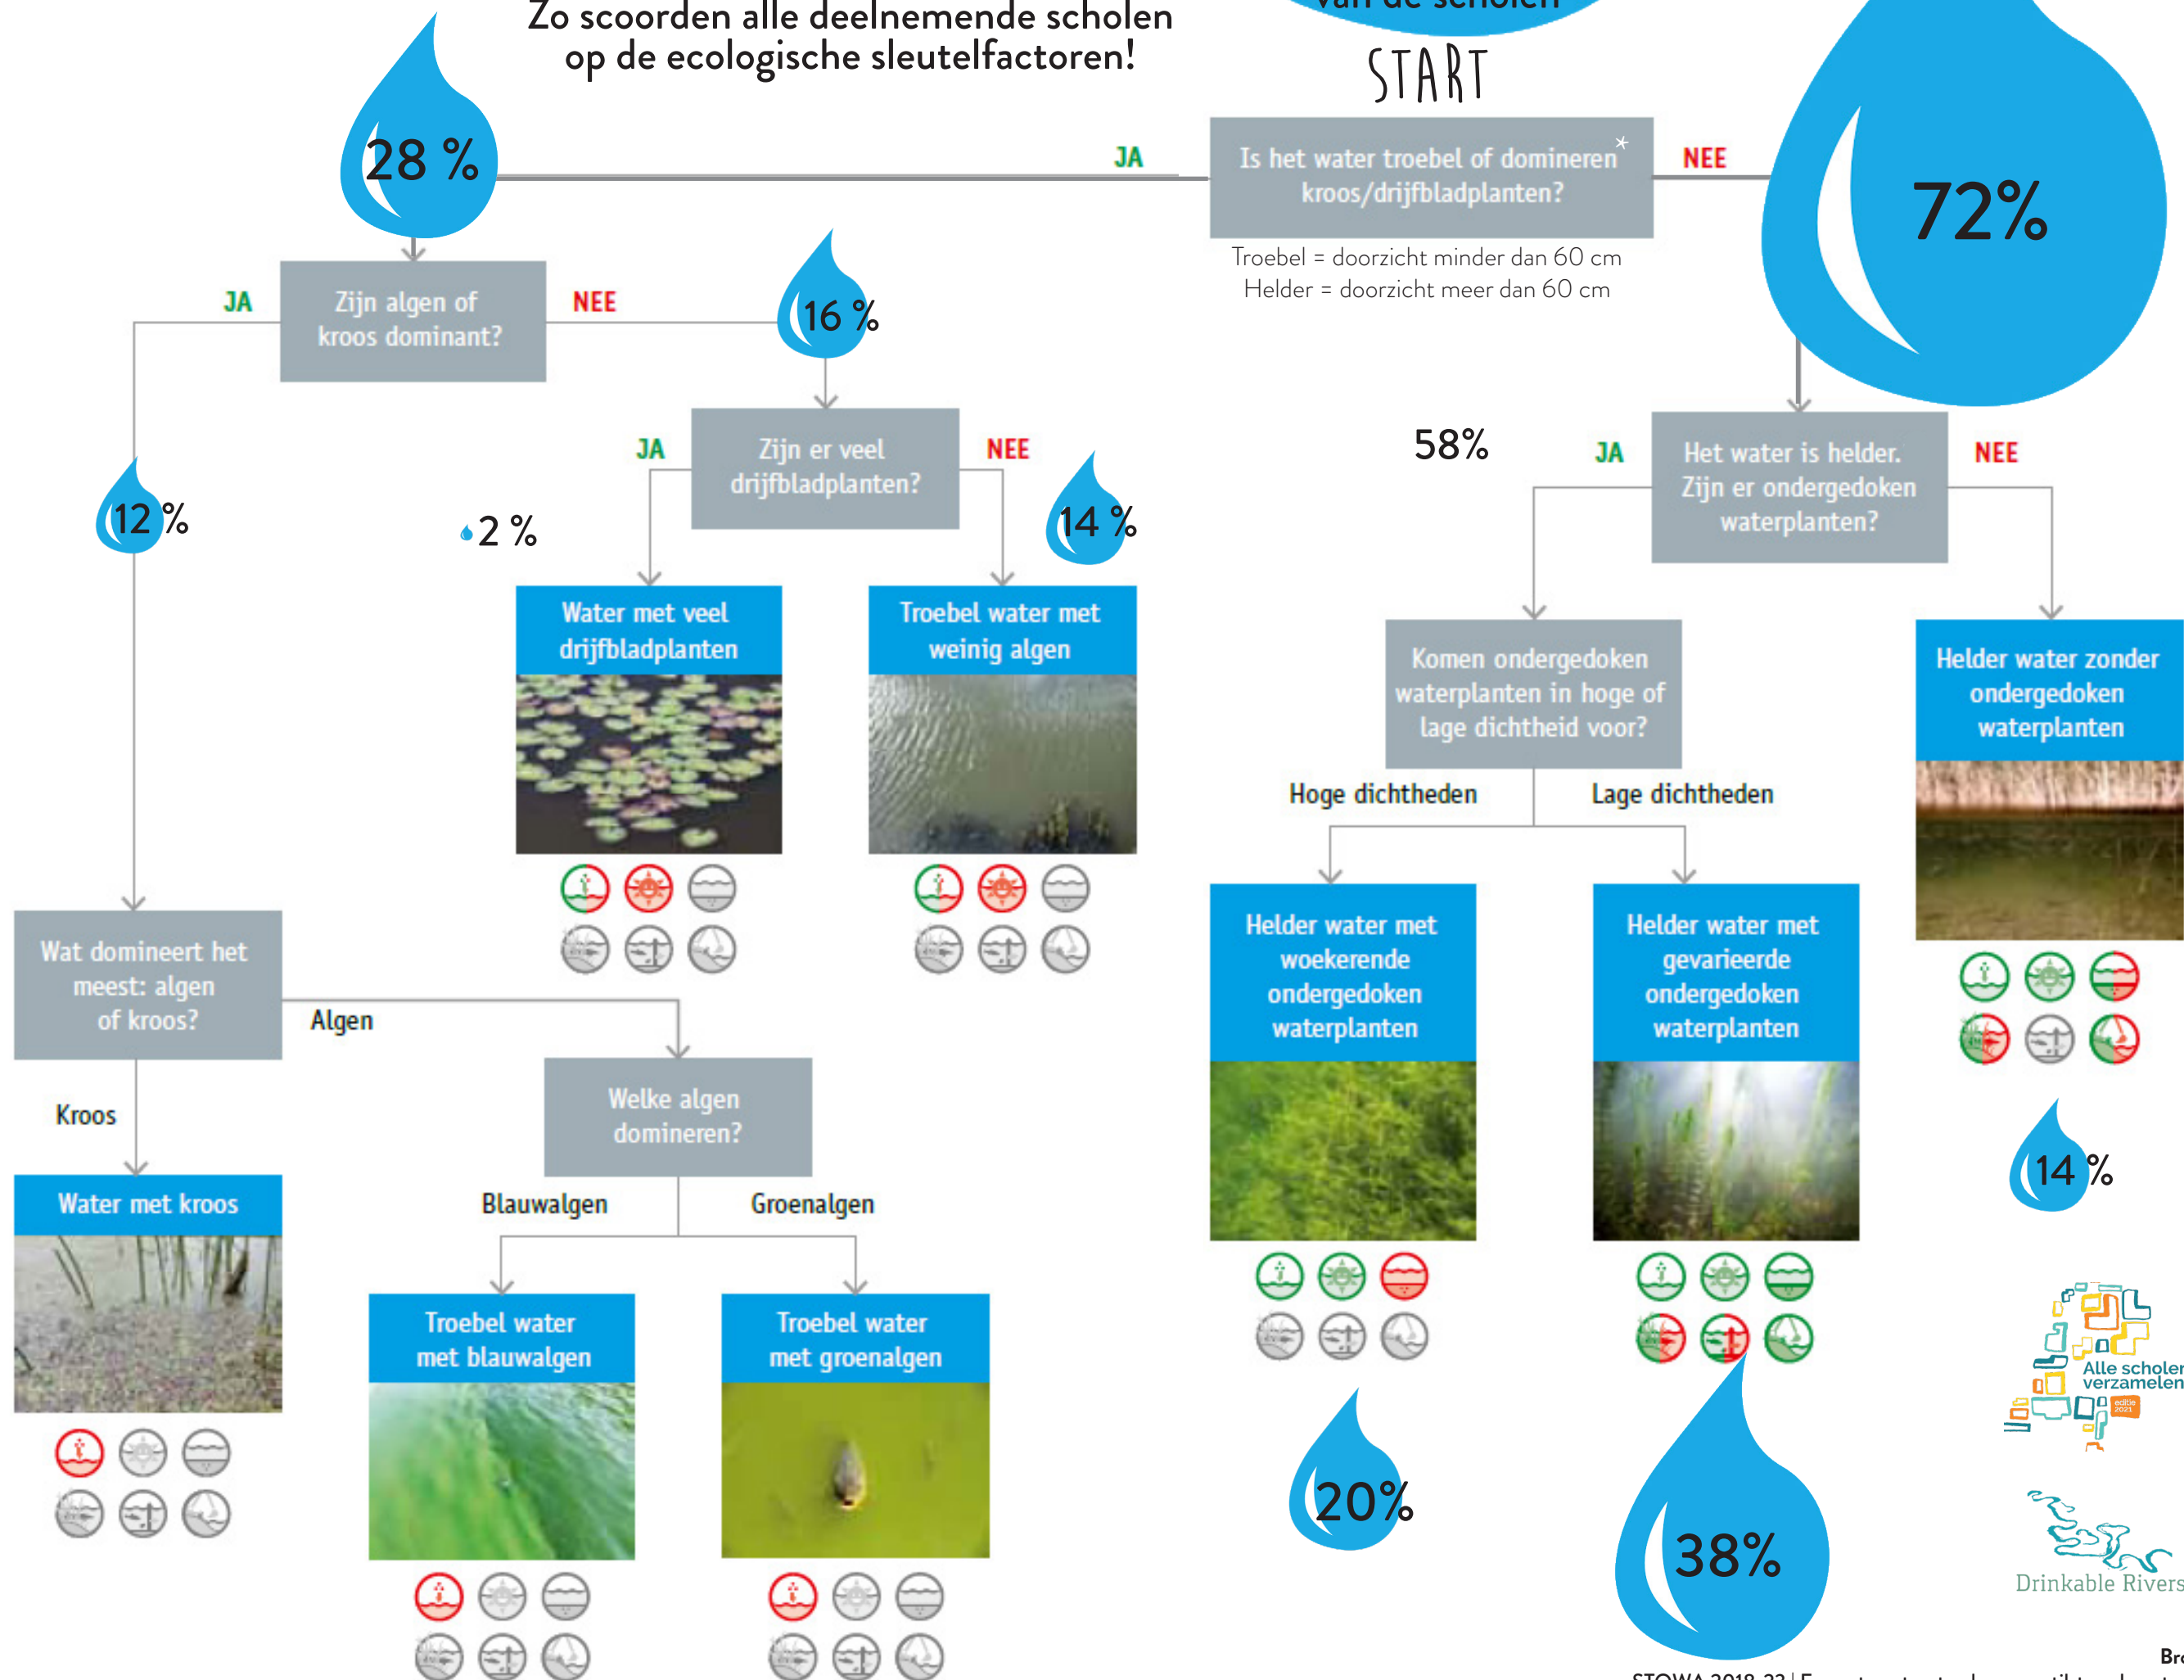 Zo scoorden alle deelnemende scholen
op de ecologische sleutelfactoren!
van de scholen
START
28 %
JA
Is het water troebel of domineren*
kroos/drijfbladplanten?
NEE
72%
Troebel = doorzicht minder dan 60 cm
Helder = doorzicht meer dan 60 cm
JA
Zijn algen of
kroos dominant?
NEE
16 %
JA
Zijn er veel
drijfbladplanten?
NEE
58%
JA
Het water is helder.
Zijn er ondergedoken
waterplanten?
NEE
12 %
2 %
14 %
Water met veel
drijfbladplanten
Troebel water met
weinig algen
Komen ondergedoken
waterplanten in hoge of
lage dichtheid voor?
Helder water zonder
ondergedoken
waterplanten
Hoge dichtheden
Lage dichtheden
Wat domineert het
meest: algen
of kroos?
Algen
Helder water met
woekerende
ondergedoken
waterplanten
Helder water met
gevarieerde
ondergedoken
waterplanten
Kroos
Welke algen
domineren?
14 %
Water met kroos
Blauwalgen
Groenalgen
Troebel water
met blauwalgen
Troebel water
met groenalgen
Alle scholen
verzamelen
editie
2021
20%
38%
Drinkable Rivers